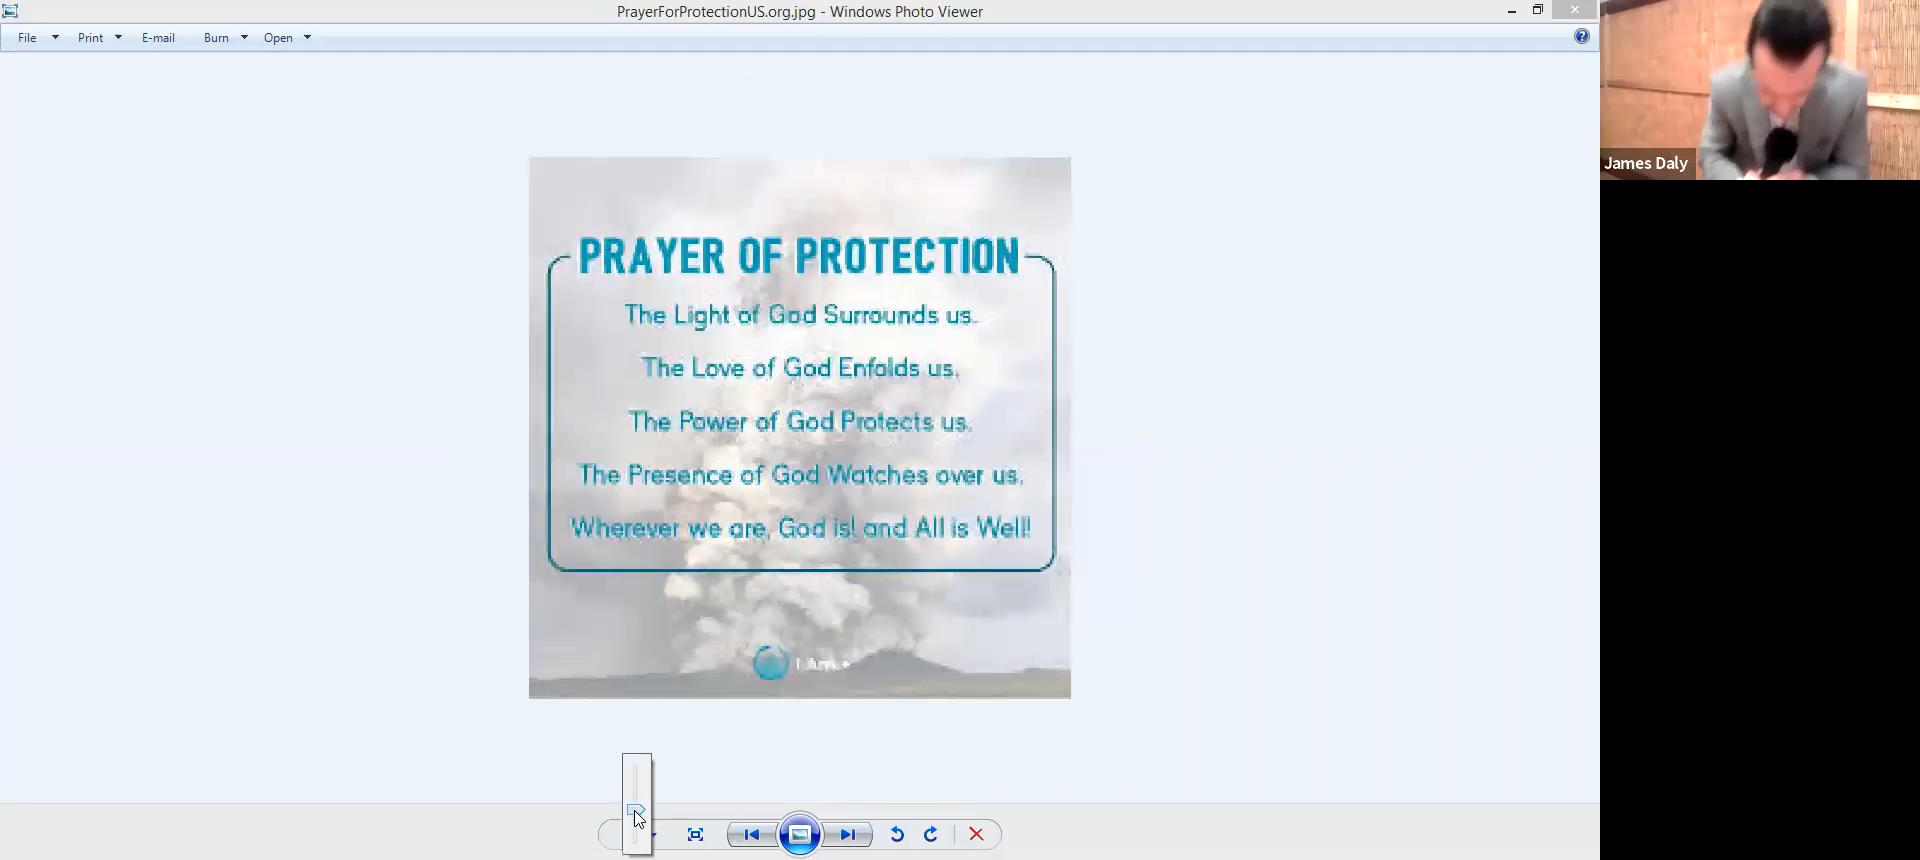 PrayerForProtectionUS.org.jpg - Windows Photo Viewer
File Print E-mail Burn Open
James Daly
PRAYER OF PROTECTION
The Light of God Surrounds us.
The Love of God Enfolds us.
The Power of God Protects us.
The Presence of God Watches over us.
Wherever we are, God is! and All is Well!
I Am +